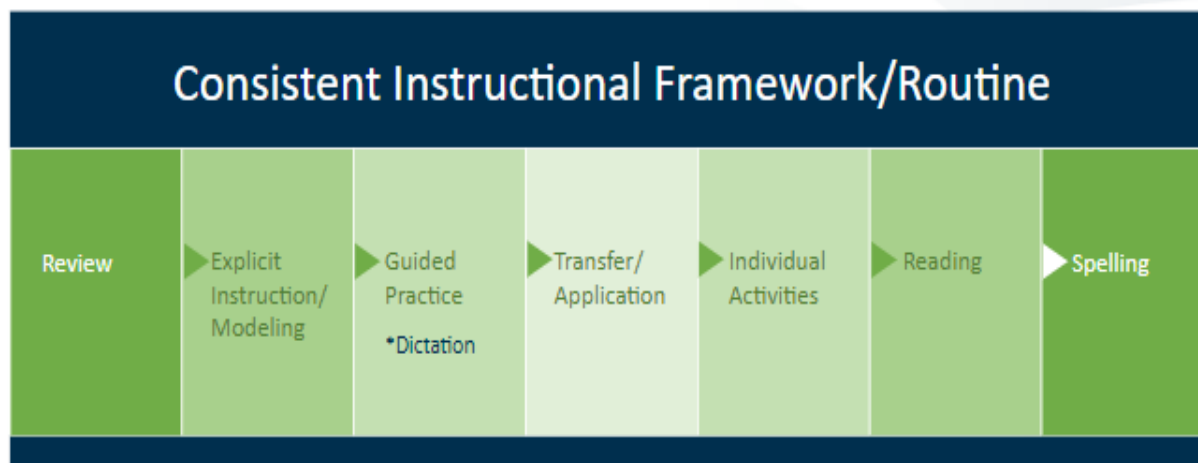 Consistent Instructional Framework/Routine
Review
Explicit
Instruction/
Modeling
Guided
Practice
*Dictation
Transfer/
Application
Individual
Activities
Reading
Spelling